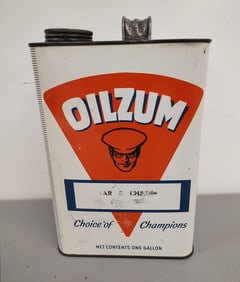 OILZUM
Choice of Champions
NET CONTENTS ONE GALLON